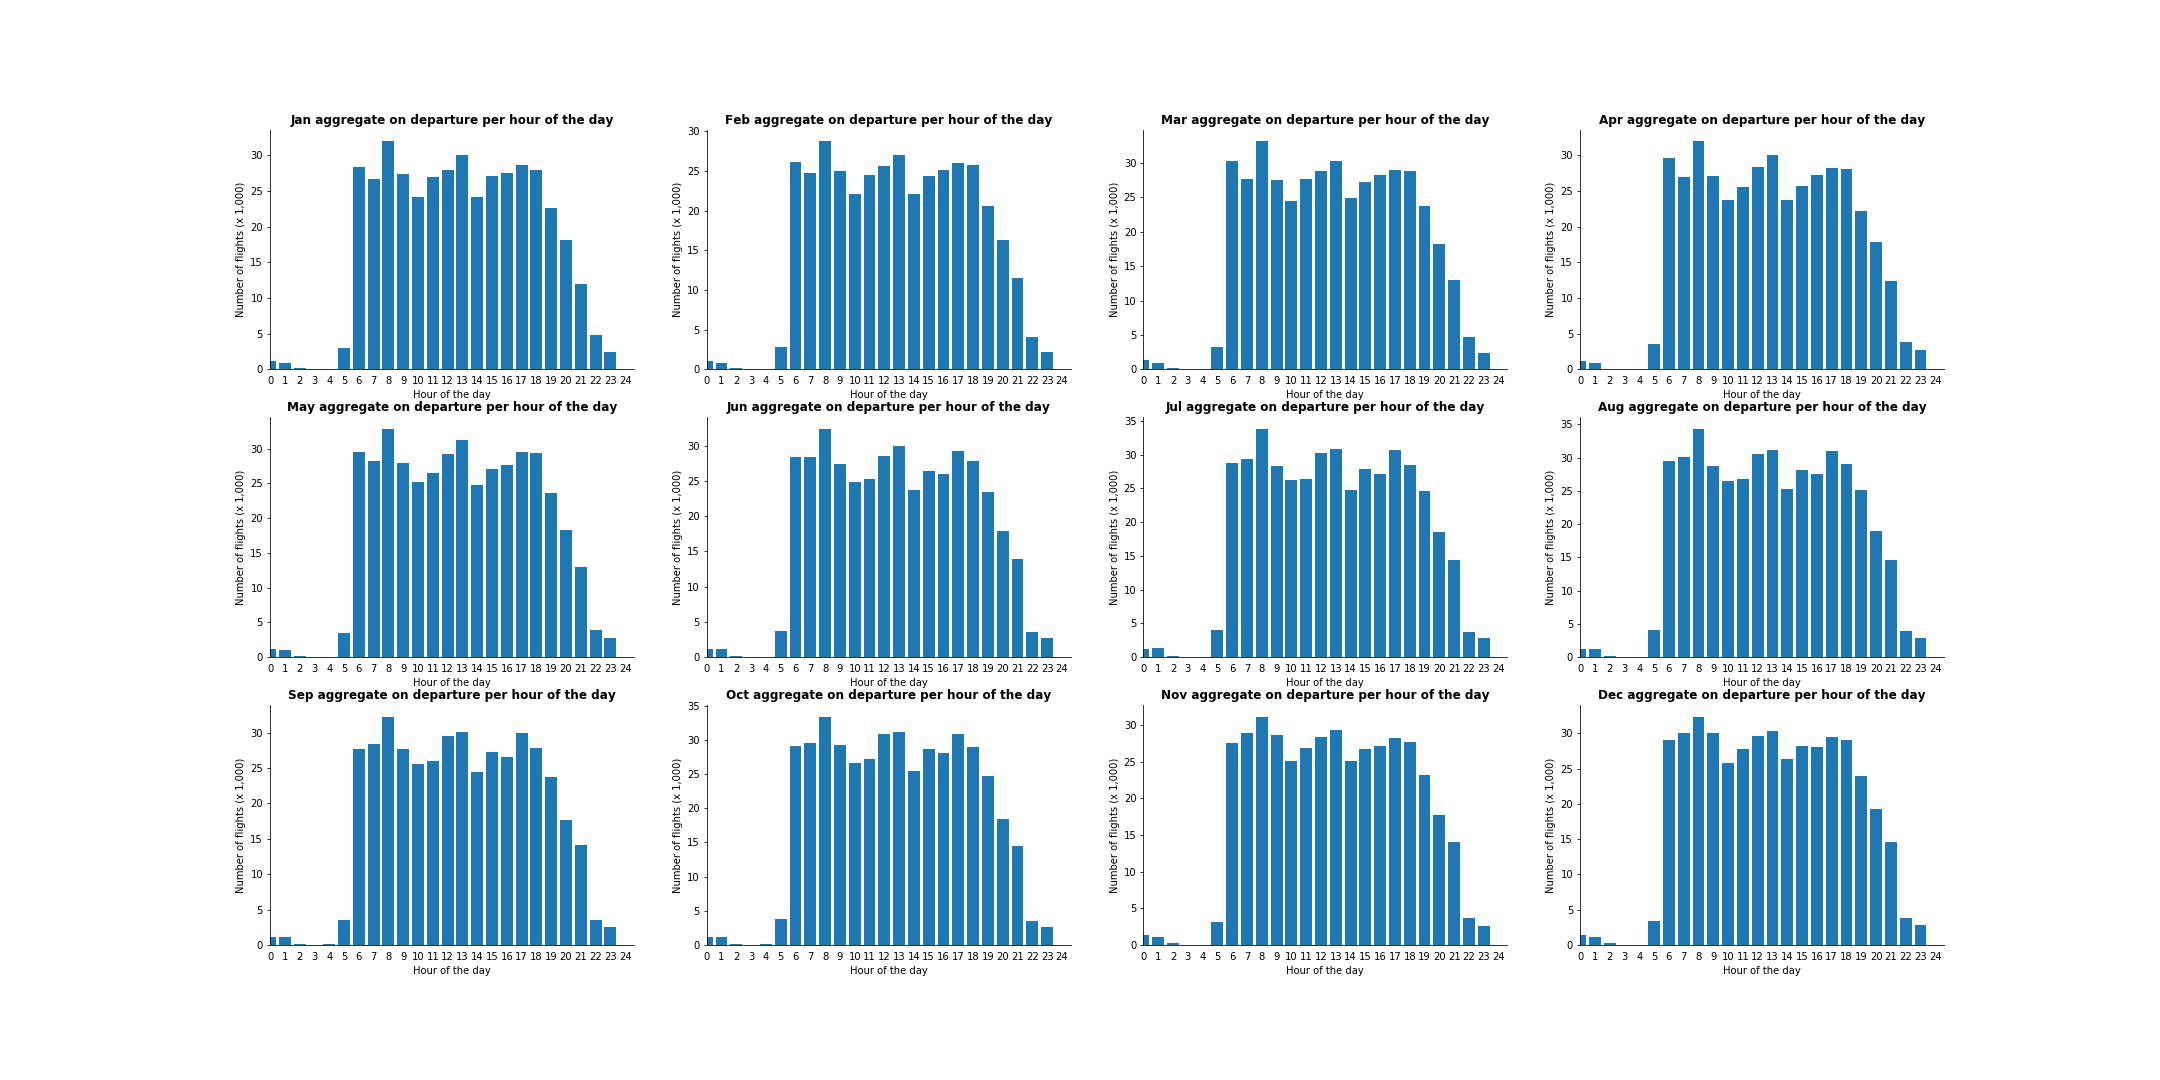 Jan aggregate on departure per hour of the day
Number of flights (x 1,000)
30
25
20
15
10
5
0
0 1 2 3 4 5 6 7 8 9 10 11 12 13 14 15 16 17 18 19 20 21 22 23 24
Hour of the day
Feb aggregate on departure per hour of the day
Number of flights (x 1,000)
30
25
20
15
10
5
0
0 1 2 3 4 5 6 7 8 9 10 11 12 13 14 15 16 17 18 19 20 21 22 23 24
Hour of the day
Mar aggregate on departure per hour of the day
Number of flights (x 1,000)
30
25
20
15
10
5
0
0 1 2 3 4 5 6 7 8 9 10 11 12 13 14 15 16 17 18 19 20 21 22 23 24
Hour of the day
Apr aggregate on departure per hour of the day
Number of flights (x 1,000)
30
25
20
15
10
5
0
0 1 2 3 4 5 6 7 8 9 10 11 12 13 14 15 16 17 18 19 20 21 22 23 24
Hour of the day
May aggregate on departure per hour of the day
Number of flights (x 1,000)
30
25
20
15
10
5
0
0 1 2 3 4 5 6 7 8 9 10 11 12 13 14 15 16 17 18 19 20 21 22 23 24
Hour of the day
Jun aggregate on departure per hour of the day
Number of flights (x 1,000)
30
25
20
15
10
5
0
0 1 2 3 4 5 6 7 8 9 10 11 12 13 14 15 16 17 18 19 20 21 22 23 24
Hour of the day
Jul aggregate on departure per hour of the day
Number of flights (x 1,000)
35
30
25
20
15
10
5
0
0 1 2 3 4 5 6 7 8 9 10 11 12 13 14 15 16 17 18 19 20 21 22 23 24
Hour of the day
Aug aggregate on departure per hour of the day
Number of flights (x 1,000)
35
30
25
20
15
10
5
0
0 1 2 3 4 5 6 7 8 9 10 11 12 13 14 15 16 17 18 19 20 21 22 23 24
Hour of the day
Sep aggregate on departure per hour of the day
Number of flights (x 1,000)
30
25
20
15
10
5
0
0 1 2 3 4 5 6 7 8 9 10 11 12 13 14 15 16 17 18 19 20 21 22 23 24
Hour of the day
Oct aggregate on departure per hour of the day
Number of flights (x 1,000)
35
30
25
20
15
10
5
0
0 1 2 3 4 5 6 7 8 9 10 11 12 13 14 15 16 17 18 19 20 21 22 23 24
Hour of the day
Nov aggregate on departure per hour of the day
Number of flights (x 1,000)
30
25
20
15
10
5
0
0 1 2 3 4 5 6 7 8 9 10 11 12 13 14 15 16 17 18 19 20 21 22 23 24
Hour of the day
Dec aggregate on departure per hour of the day
Number of flights (x 1,000)
30
25
20
15
10
5
0
0 1 2 3 4 5 6 7 8 9 10 11 12 13 14 15 16 17 18 19 20 21 22 23 24
Hour of the day